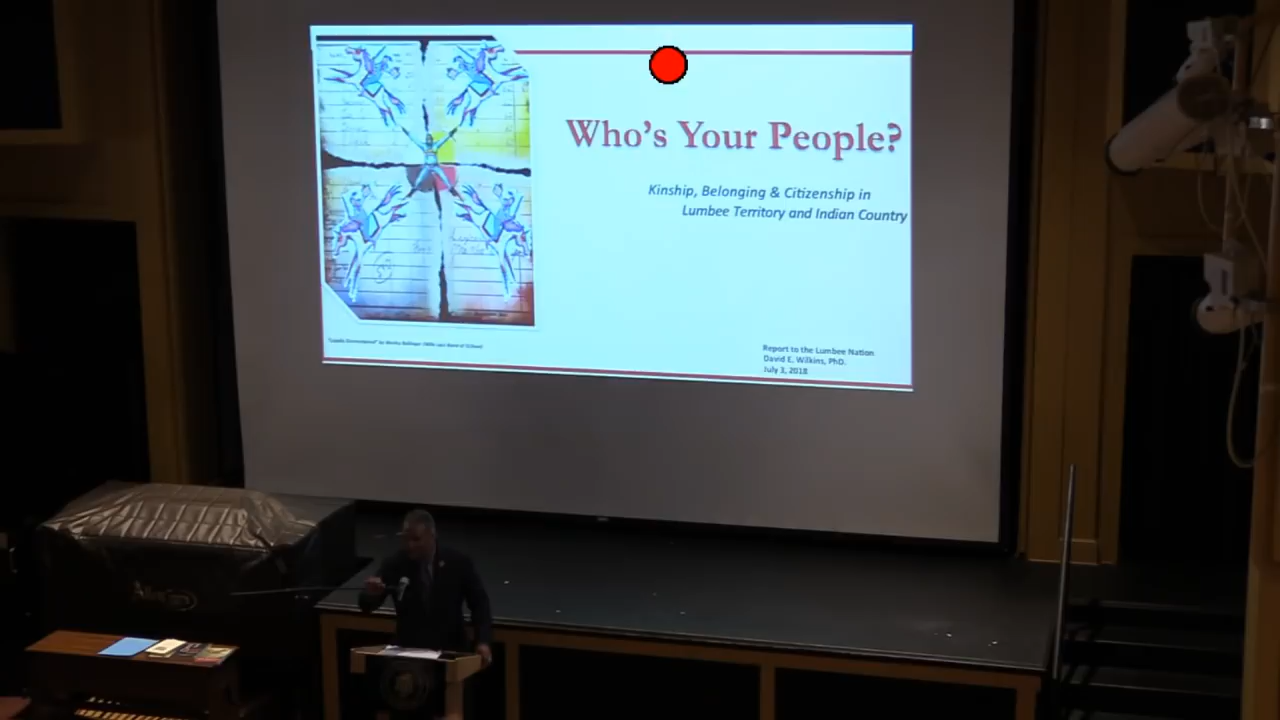 Who's Your People?
Kinship, Belonging & Citizenship in
Lumbee Territory and Indian Country
Report to the Lumbee Nation
David E. Wilkins, PhD.
July 3, 2018